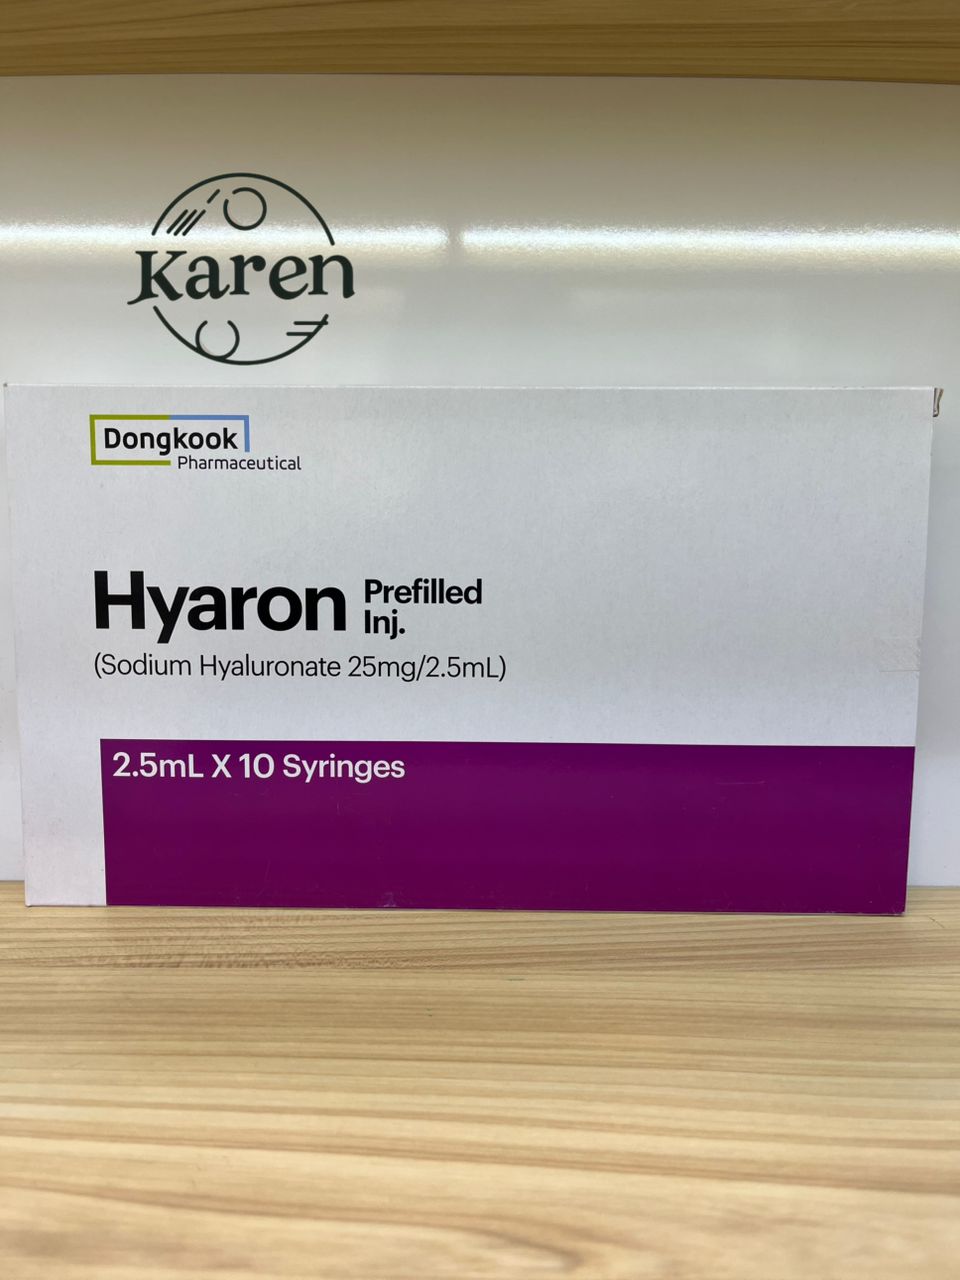 Karen
Dongkook
Pharmaceutical
Hyaron Prefilled
Inj.
(Sodium Hyaluronate 25mg/2.5mL)
2.5mL X 10 Syringes